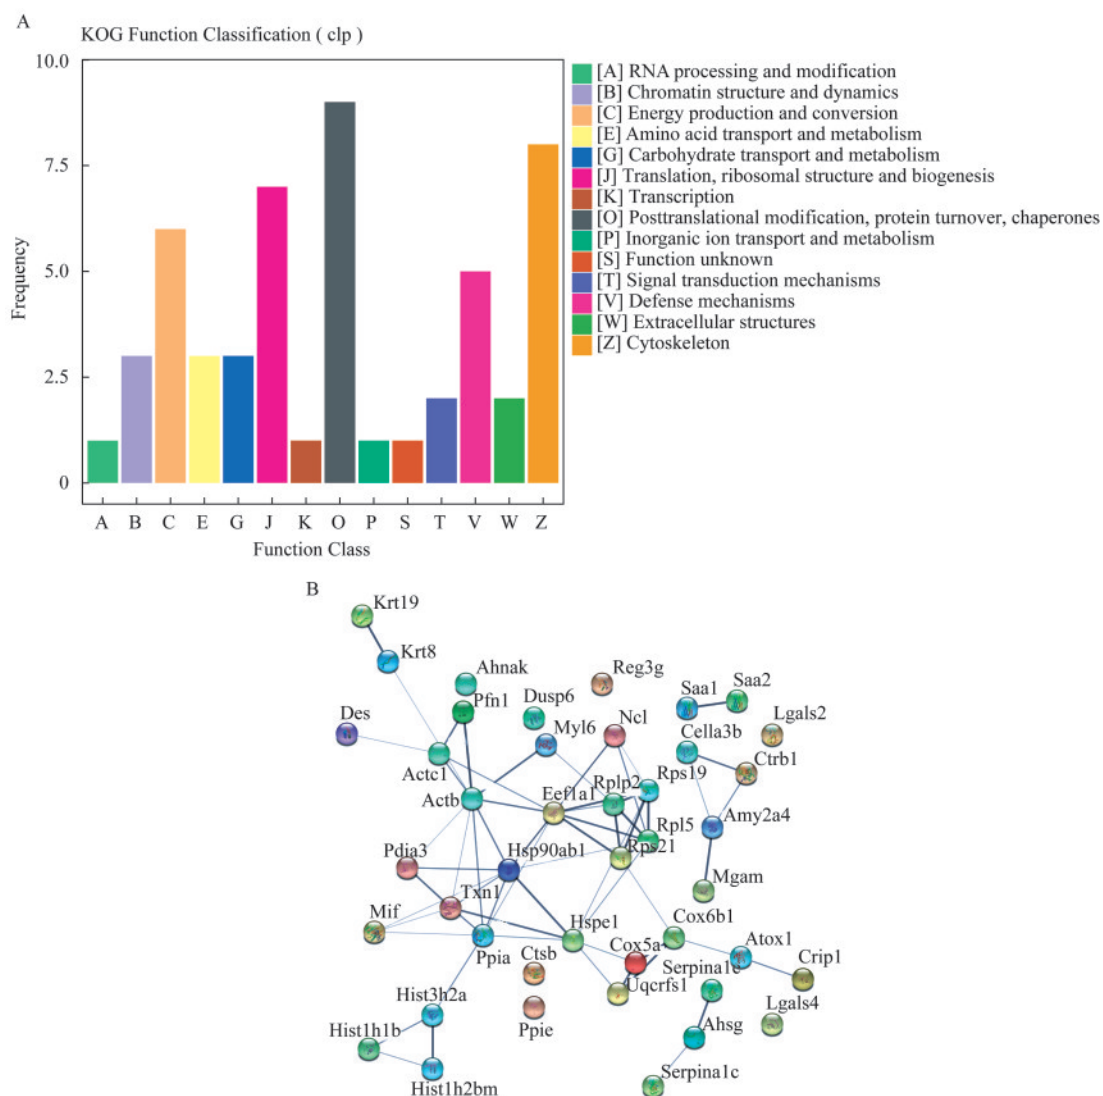 A
KOG Function Classification ( clp )
10.0
7.5
5.0
2.5
0
Frequency
A B C E G J K O P S T V W Z
Function Class
[A] RNA processing and modification
[B] Chromatin structure and dynamics
[C] Energy production and conversion
[E] Amino acid transport and metabolism
[G] Carbohydrate transport and metabolism
[J] Translation, ribosomal structure and biogenesis
[K] Transcription
[O] Posttranslational modification, protein turnover, chaperones
[P] Inorganic ion transport and metabolism
[S] Function unknown
[T] Signal transduction mechanisms
[V] Defense mechanisms
[W] Extracellular structures
[Z] Cytoskeleton
B
Krt19
Krt8
Ahnak
Reg3g
Pfn1
Dusp6
Saa1
Saa2
Des
Myl6
Ncl
Cella3b
Lgals2
Ctrb1
Actc1
Actb
Eef1a1
Rplp2
Rps19
Amy2a4
Rpl5
Rps21
Pdia3
Hsp90ab1
Mgam
Txn1
Mif
Ppia
Hspe1
Cox6b1
Ctsb
Cox5a
Atox1
Serpina1e
Crip1
Uqcrfs1
Hist3h2a
Lgals4
Hist1h1b
Ppie
Ahsg
Hist1h2bm
Serpina1c